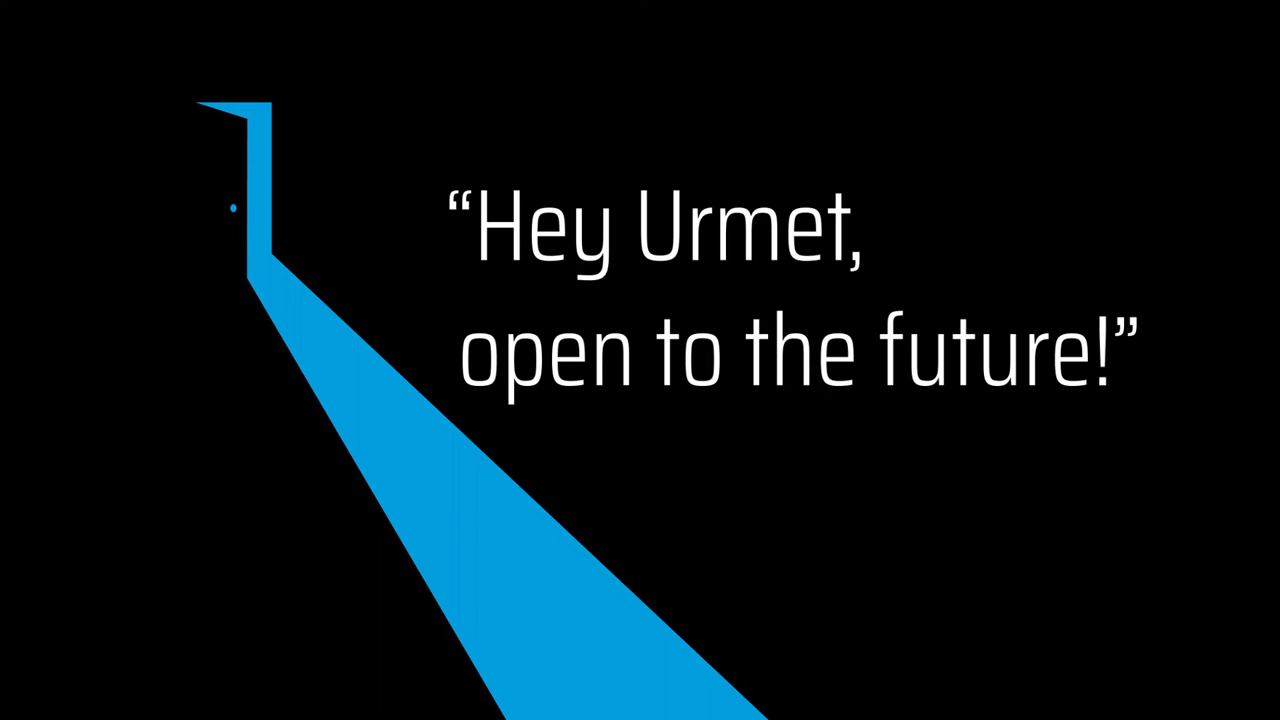 “Hey Urmet,
open to the future!”